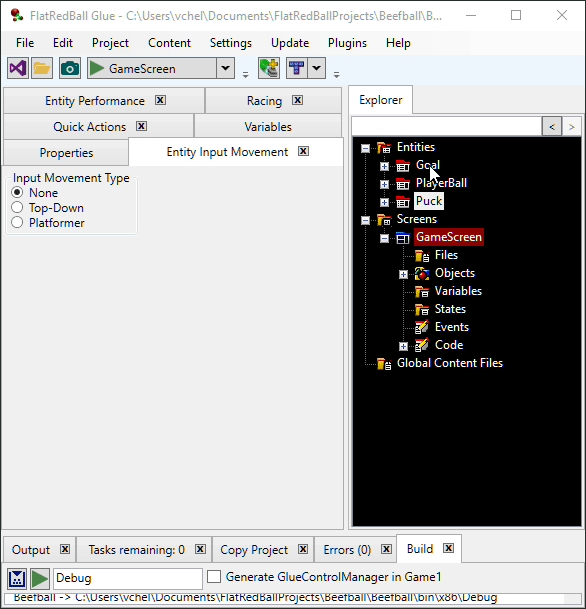 FlatRedBall Glue - C:\Users\vchel\Documents\FlatRedBallProjects\Beefball\B...
File Edit Project Content Settings Update Plugins Help
GameScreen
Entity Performance Racing
Quick Actions Variables
Properties Entity Input Movement
Input Movement Type
None
Top-Down
Platformer
Explorer
< >
Entities
Goal
PlayerBall
Puck
Screens
GameScreen
Files
Objects
Variables
States
Events
Code
Global Content Files
Output Tasks remaining: 0 Copy Project Errors (0) Build
Debug Generate GlueControlManager in Game1
Beefball -> C:\Users\vchel\Documents\FlatRedBallProjects\Beefball\Beefball\bin\x86\Debug